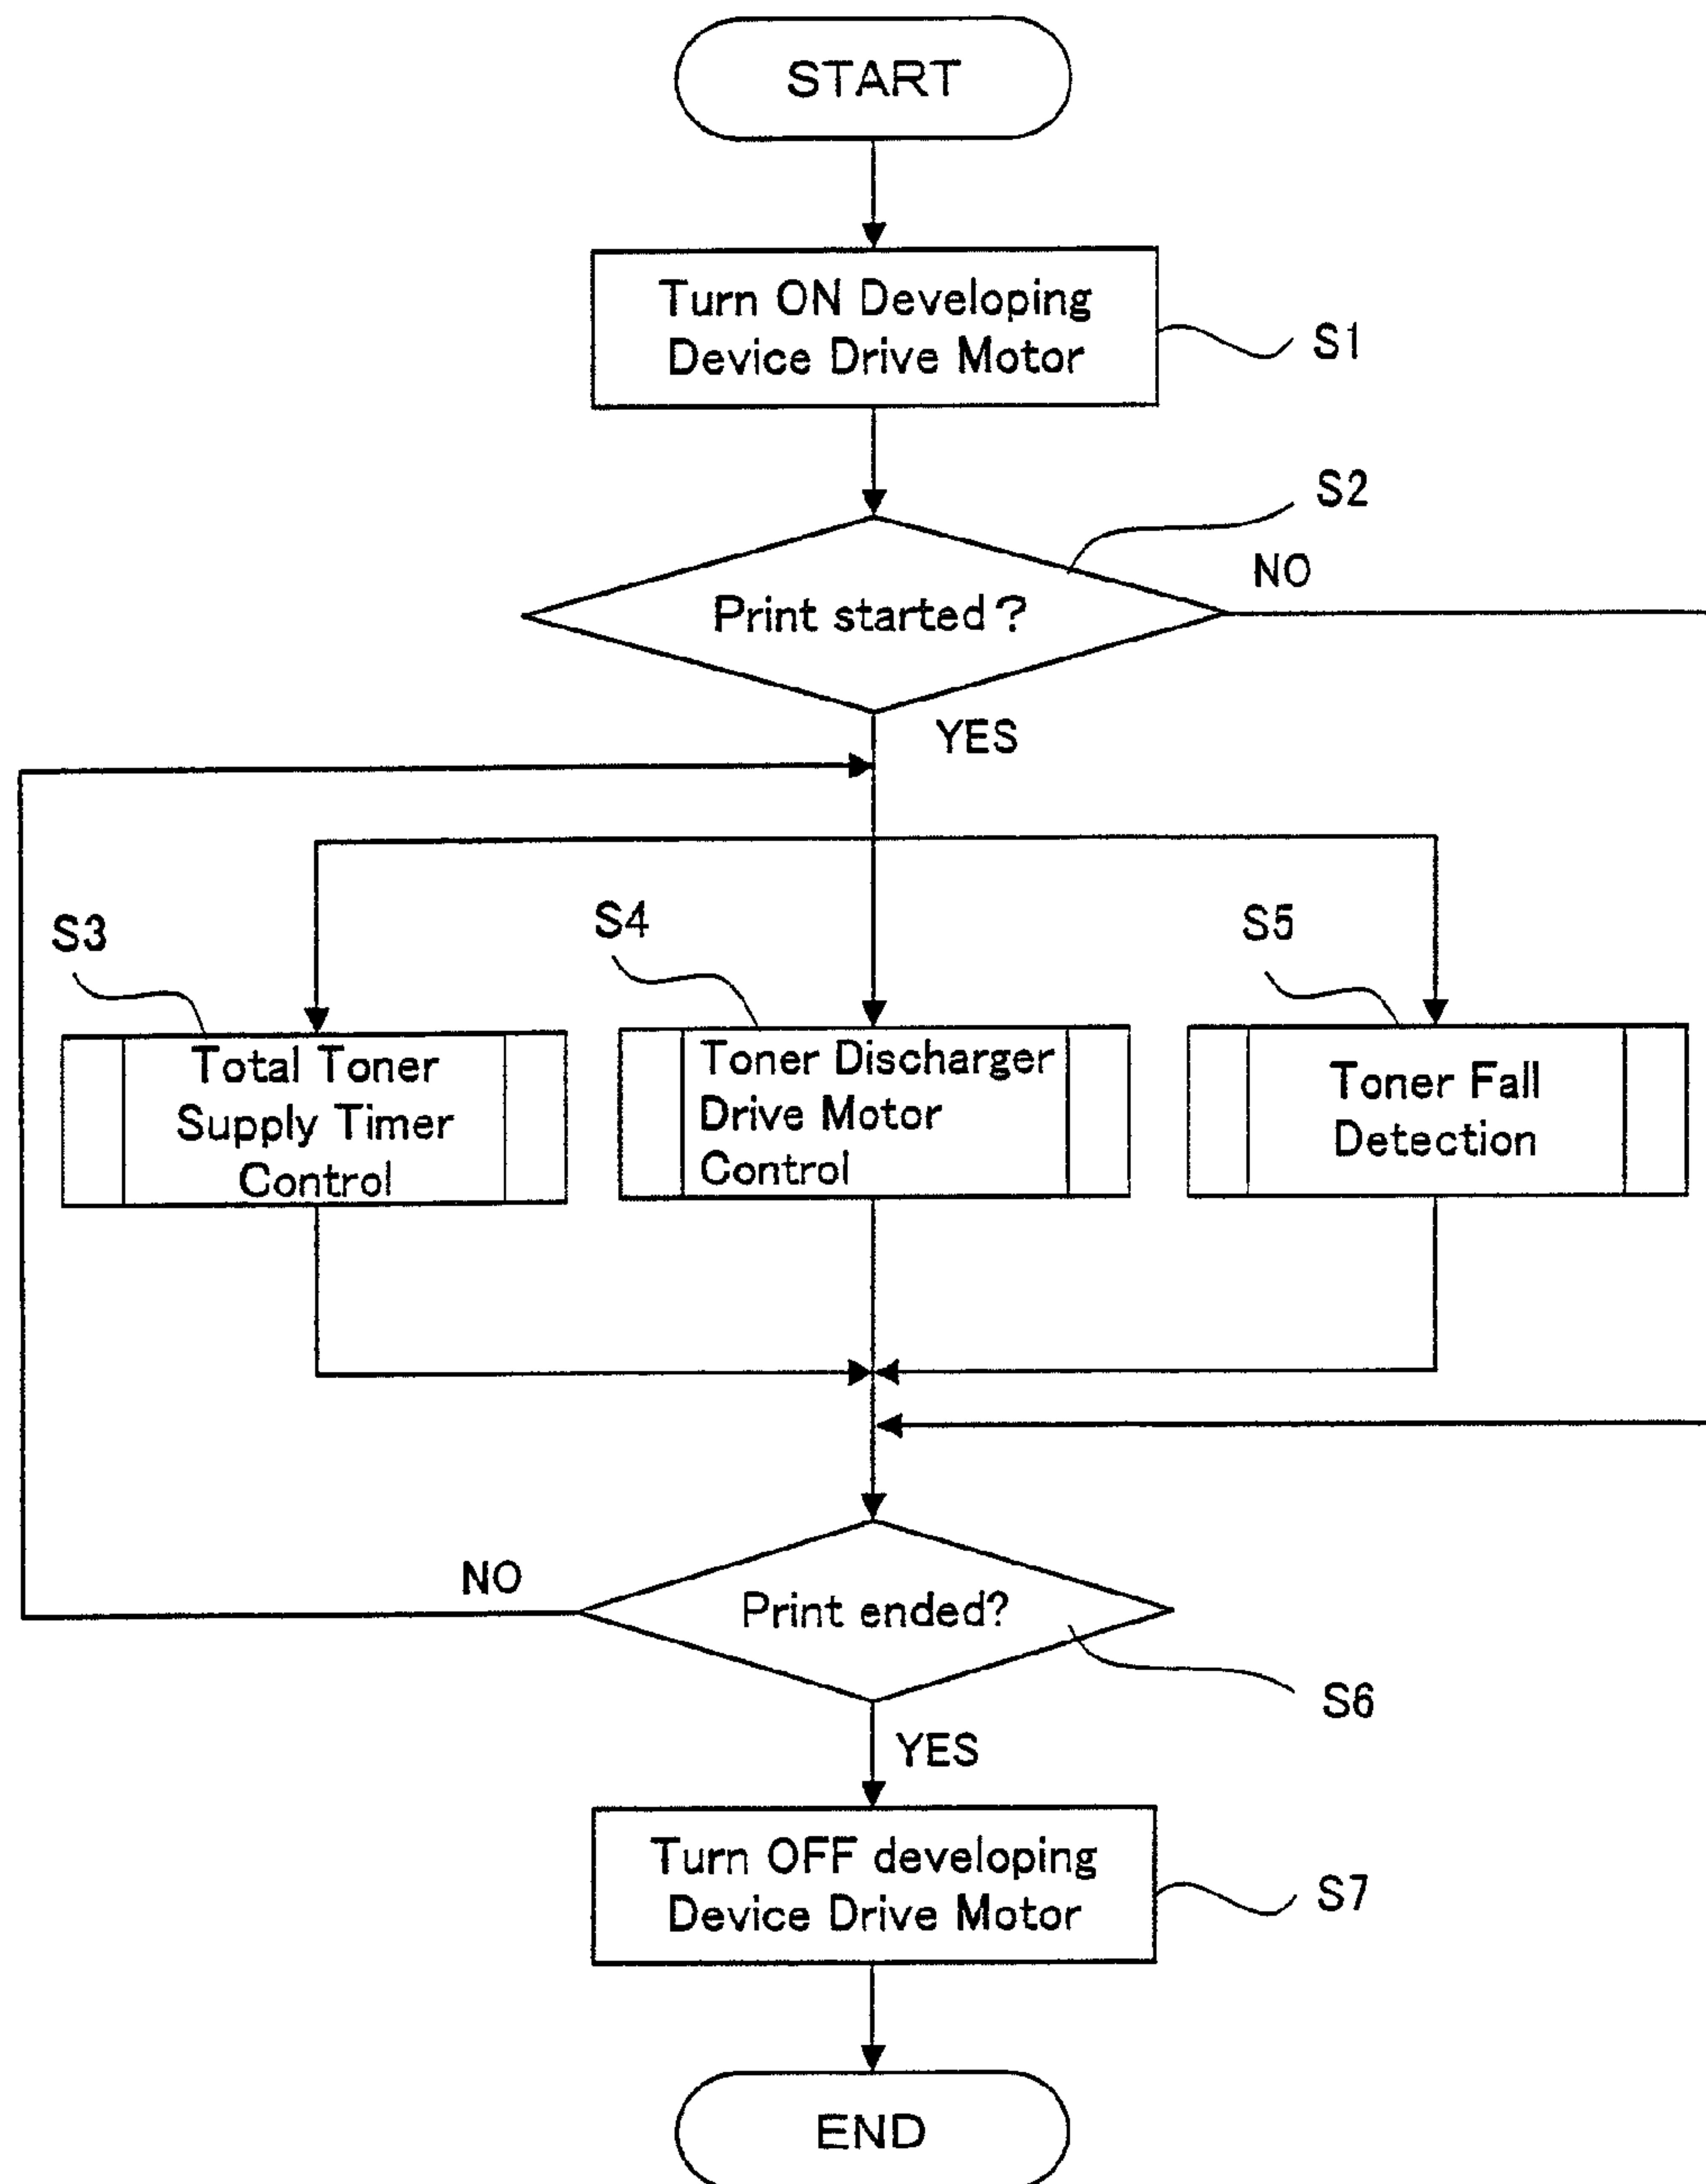 START
Turn ON Developing
Device Drive Motor
S1
S2
NO
Print started?
YES
S3
S4
S5
Total Toner
Supply Timer
Control
Toner Discharger
Drive Motor
Control
Toner Fall
Detection
NO
Print ended?
S6
YES
Turn OFF developing
Device Drive Motor
S7
END